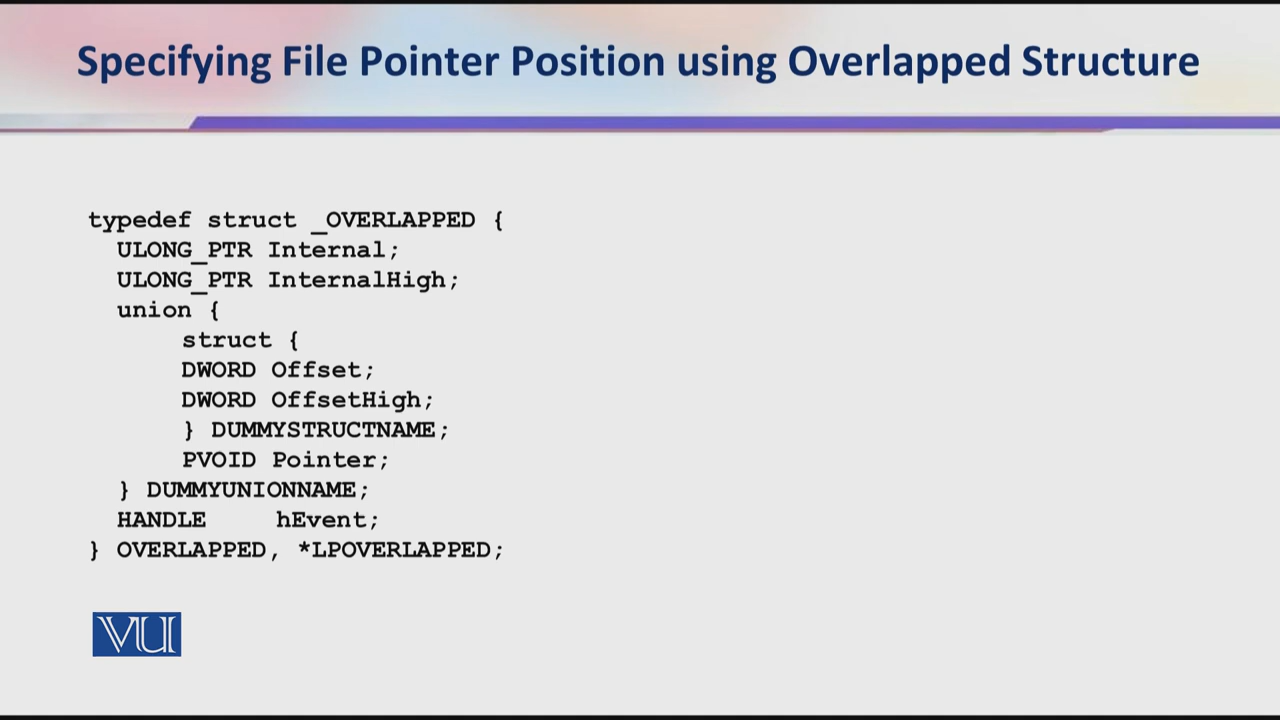 Specifying File Pointer Position using Overlapped Structure
typedef struct _OVERLAPPED {
ULONG_PTR Internal;
ULONG_PTR InternalHigh;
union {
struct {
DWORD Offset;
DWORD OffsetHigh;
} DUMMYSTRUCTNAME;
PVOID Pointer;
} DUMMYUNIONNAME;
HANDLE hEvent;
} OVERLAPPED, *LPOVERLAPPED;
VU